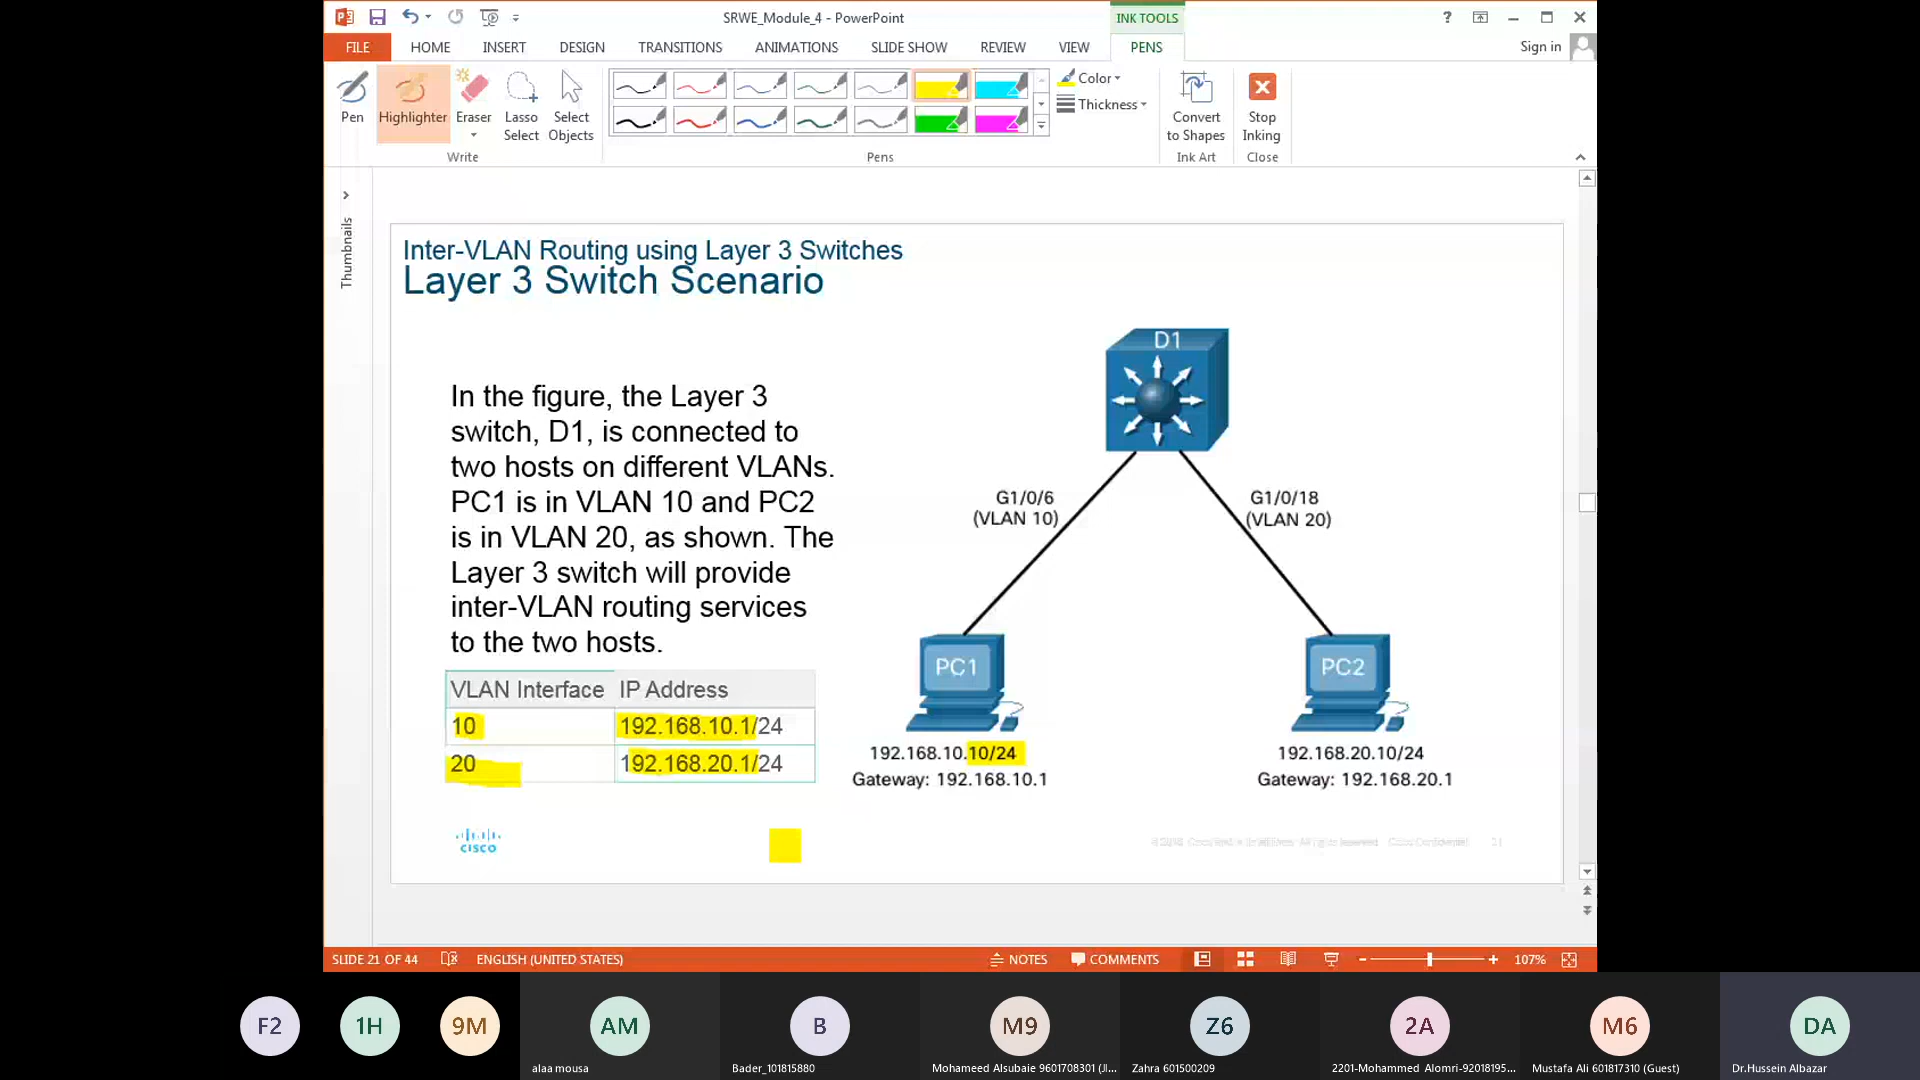 SRWE_Module_4 - PowerPoint
INK TOOLS
?
FILE
HOME
INSERT
DESIGN
TRANSITIONS
ANIMATIONS
SLIDE SHOW
REVIEW
VIEW
PENS
Sign in
Pen
Highlighter
Eraser
Lasso
Select
Select
Objects
Color
Thickness
Convert
to Shapes
Stop
Inking
Write
Pens
Ink Art
Close
Thumbnails
Inter-VLAN Routing using Layer 3 Switches
Layer 3 Switch Scenario
In the figure, the Layer 3
switch, D1, is connected to
two hosts on different VLANs.
PC1 is in VLAN 10 and PC2
is in VLAN 20, as shown. The
Layer 3 switch will provide
inter-VLAN routing services
to the two hosts.
VLAN Interface IP Address
10 192.168.10.1/24
20 192.168.20.1/24
D1
G1/0/6
(VLAN 10)
G1/0/18
(VLAN 20)
PC1
PC2
192.168.10.10/24
Gateway: 192.168.10.1
192.168.20.10/24
Gateway: 192.168.20.1
cisco
SLIDE 21 OF 44
ENGLISH (UNITED STATES)
NOTES
COMMENTS
107%
F2
1H
9M
AM
B
M9
Z6
2A
M6
DA
alaa mousa
Bader_101815880
Mohameed Alsubaie 9601708301 (JI...
Zahra 601500209
2201-Mohammed Alomri-92018195...
Mustafa Ali 601817310 (Guest)
Dr.Hussein Albazar